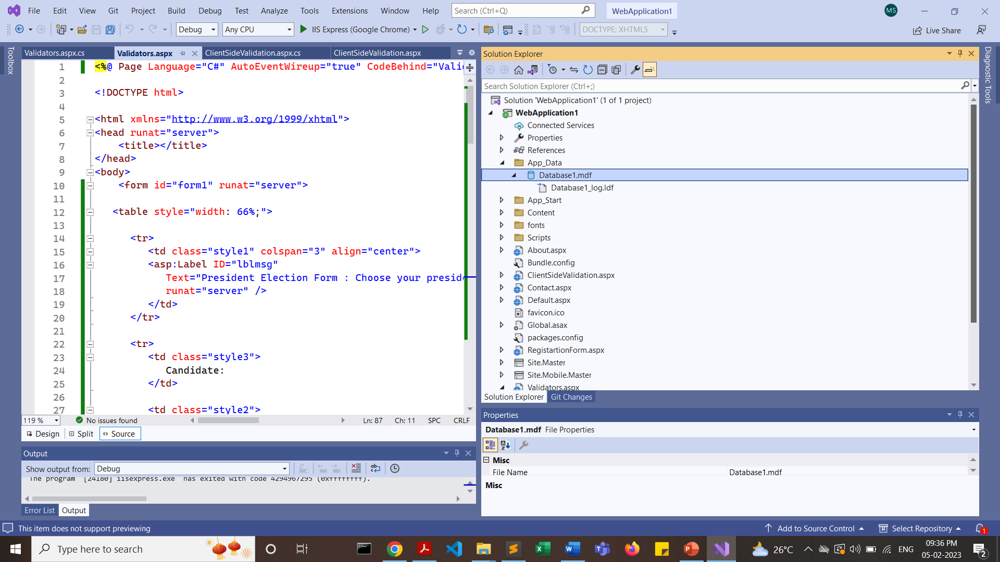 File Edit View Git Project Build Debug Test Analyze Tools Extensions Window Help Search (Ctrl+Q) WebApplication1 MS
Debug Any CPU IIS Express (Google Chrome) DOCTYPE: XHTML5 Live Share
Toolbox
Validators.aspx.cs Validators.aspx ClientSideValidation.aspx.cs ClientSideValidation.aspx
1 <%@ Page Language="C#" AutoEventWireup="true" CodeBehind="Vali
2
3 <!DOCTYPE html>
4
5 <html xmlns="http://www.w3.org/1999/xhtml">
6 <head runat="server">
7 <title></title>
8 </head>
9 <body>
10 <form id="form1" runat="server">
11
12 <table style="width: 66%;">
13
14 <tr>
15 <td class="style1" colspan="3" align="center">
16 <asp:Label ID="lblmsg"
17 Text="President Election Form : Choose your presid
18 runat="server" />
19 </td>
20 </tr>
21
22 <tr>
23 <td class="style3">
24 Candidate:
25 </td>
26
27 <td class="style2">
119 % No issues found Ln: 87 Ch: 11 SPC CRLF
Design Split Source
Output
Show output from: Debug
The program '[24180] iisexpress.exe' has exited with code 4294967295 (0xffffffff).
Error List Output
Solution Explorer
Search Solution Explorer (Ctrl+;)
Solution 'WebApplication1' (1 of 1 project)
WebApplication1
Connected Services
Properties
References
App_Data
Database1.mdf
Database1_log.ldf
App_Start
Content
fonts
Scripts
About.aspx
Bundle.config
ClientSideValidation.aspx
Contact.aspx
Default.aspx
favicon.ico
Global.asax
packages.config
RegistartionForm.aspx
Site.Master
Site.Mobile.Master
Validators.aspx
Solution Explorer Git Changes
Properties
Database1.mdf File Properties
Misc
File Name Database1.mdf
Misc
Diagnostic Tools
This item does not support previewing Add to Source Control Select Repository 1
Type here to search 26°C ENG 09:36 PM
05-02-2023 2